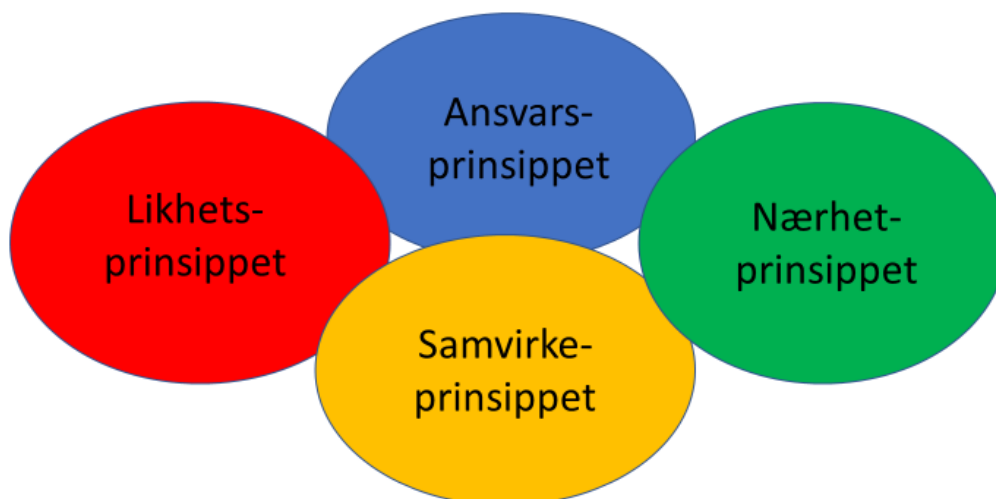 Ansvars-
prinsippet
Likhets-
prinsippet
Nærhet-
prinsippet
Samvirke-
prinsippet